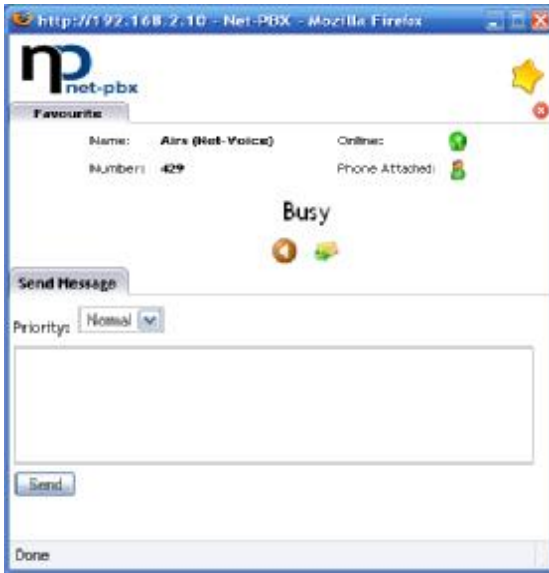 http://192.168.2.10 - Net-PBX - Mozilla Firefox
np
net-pbx
Favourite
Name: Airs (Net-Voice) Online:
Number: 429 Phone Attached:
Busy
Send Message
Priority: Normal
Send
Done